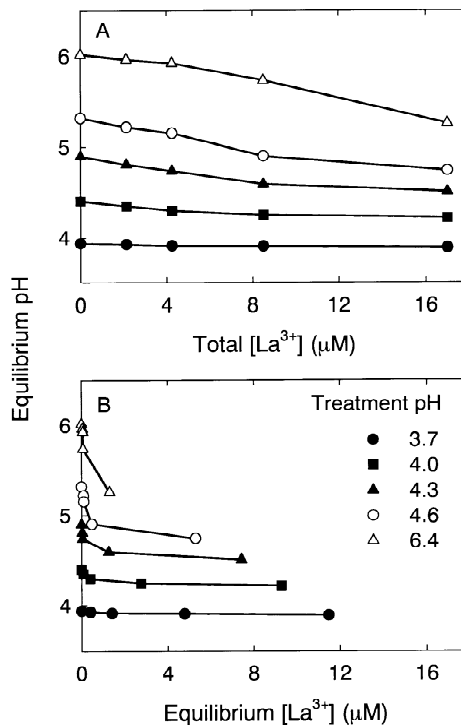 A
6
5
4
0 4 8 12 16
Total [La³⁺] (μM)
Equilibrium pH
B
Treatment pH
3.7
4.0
4.3
4.6
6.4
6
5
4
0 4 8 12 16
Equilibrium [La³⁺] (μM)